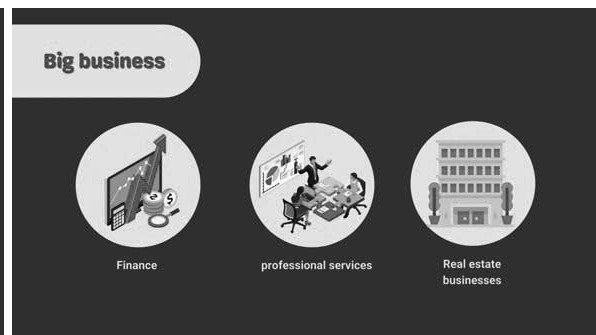 Big business
$
Finance
professional services
Real estate
businesses